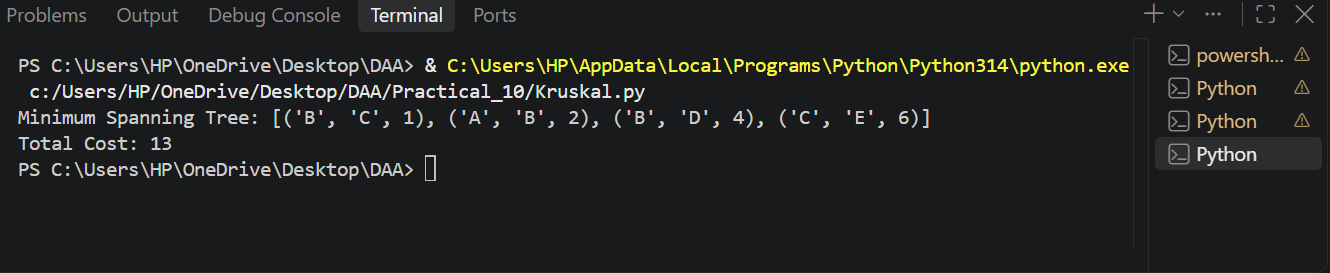 Problems Output Debug Console Terminal Ports
PS C:\Users\HP\OneDrive\Desktop\DAA> & C:\Users\HP\AppData\Local\Programs\Python\Python314\python.exe
c:/Users/HP/OneDrive/Desktop/DAA/Practical_10/Kruskal.py
Minimum Spanning Tree: [('B', 'C', 1), ('A', 'B', 2), ('B', 'D', 4), ('C', 'E', 6)]
Total Cost: 13
PS C:\Users\HP\OneDrive\Desktop\DAA>
powersh...
Python
Python
Python